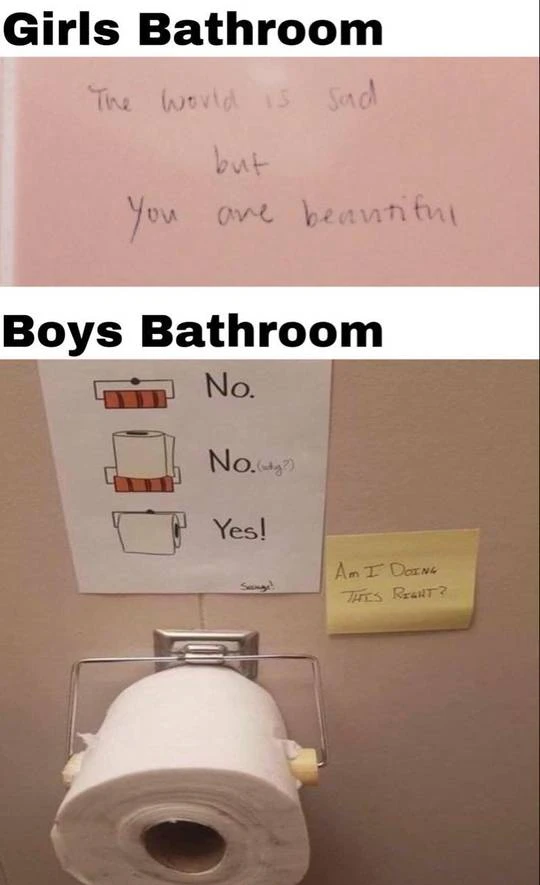 Girls Bathroom
The world is sad
but
You are beautiful
Boys Bathroom
No.
No. (why?)
Yes!
Am I DOING
THIS RIGHT?